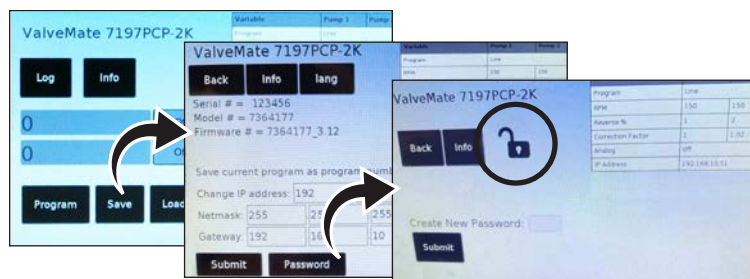 ValveMate 7197PCP-2K
Variable Pump 1 Pump
Program Line
Log Info
0
0
Program Save Load
ValveMate 7197PCP-2K
Variable Pump 1 Pump 2
Program Line
RPM 150 150
Back Info lang
Serial # = 123456
Model # = 7364177
Firmware # = 7364177_3.12
Save current program as program numb
Change IP address: 192
Netmask: 255 25 255
Gateway: 192 16 10
Submit Password
ValveMate 7197PCP-2K
Program Line
RPM 150 150
Reverse % 1 2
Correction Factor 1 1.02
Analog Off
IP Address 192.168.10.51
Back Info
Create New Password:
Submit